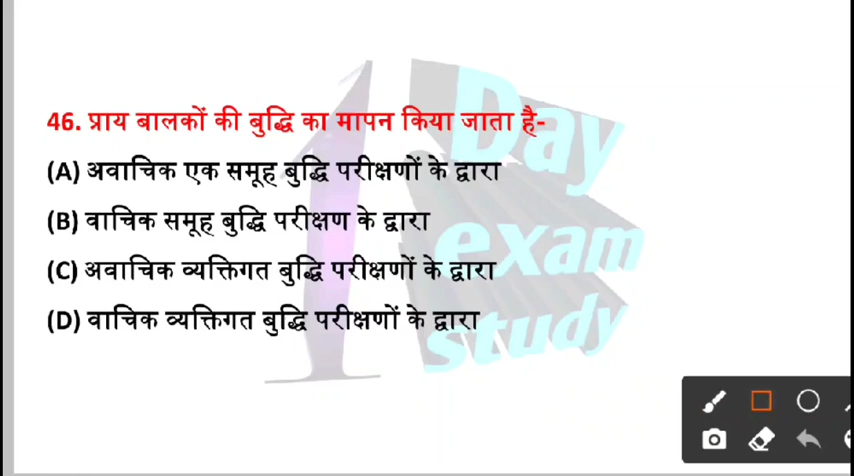 46. प्राय बालकों की बुद्धि का मापन किया जाता है-
(A) अवाचिक एक समूह बुद्धि परीक्षणों के द्वारा
(B) वाचिक समूह बुद्धि परीक्षण के द्वारा
(C) अवाचिक व्यक्तिगत बुद्धि परीक्षणों के द्वारा
(D) वाचिक व्यक्तिगत बुद्धि परीक्षणों के द्वारा
1 Day
exam
study